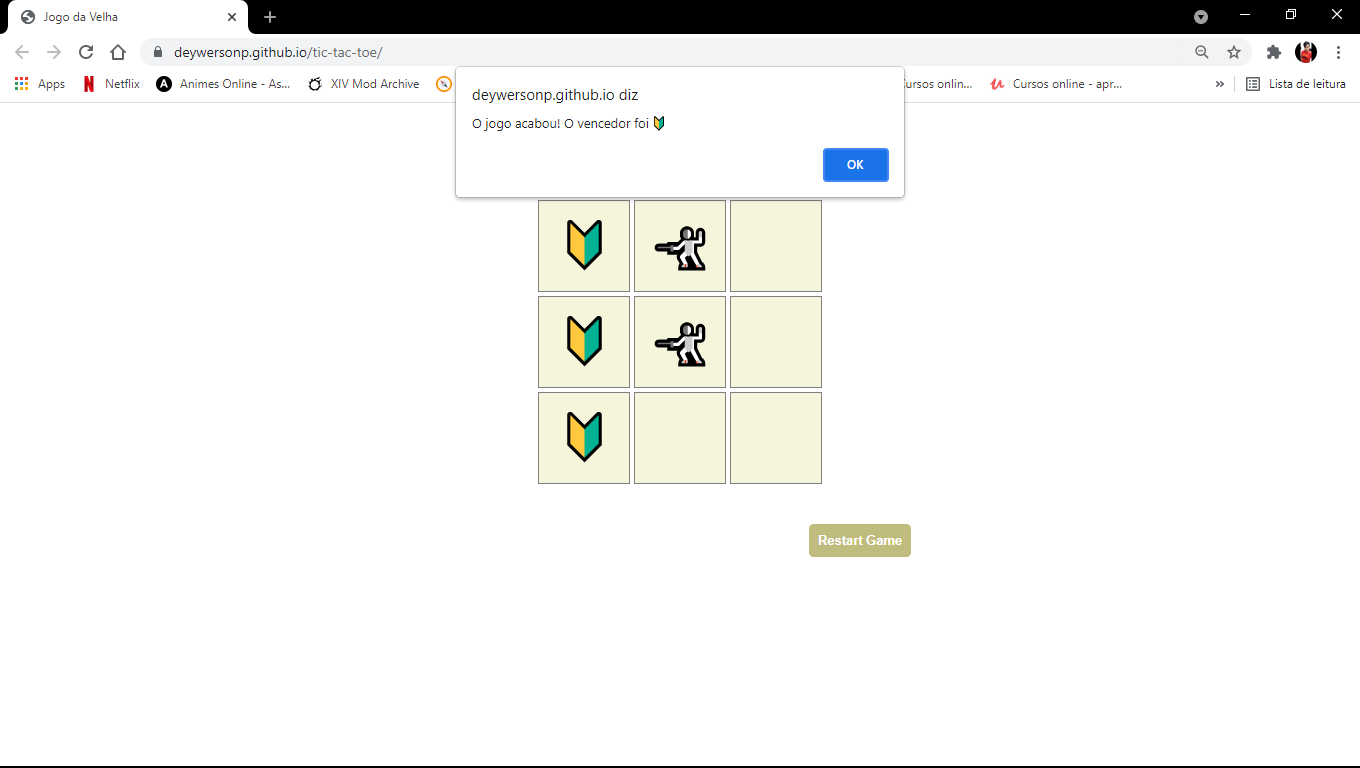 Jogo da Velha
deywersonp.github.io/tic-tac-toe/
Apps Netflix Animes Online - As... XIV Mod Archive onlin... Cursos online - apr... » Lista de leitura
deywersonp.github.io diz
O jogo acabou! O vencedor foi 🔰
OK
Restart Game